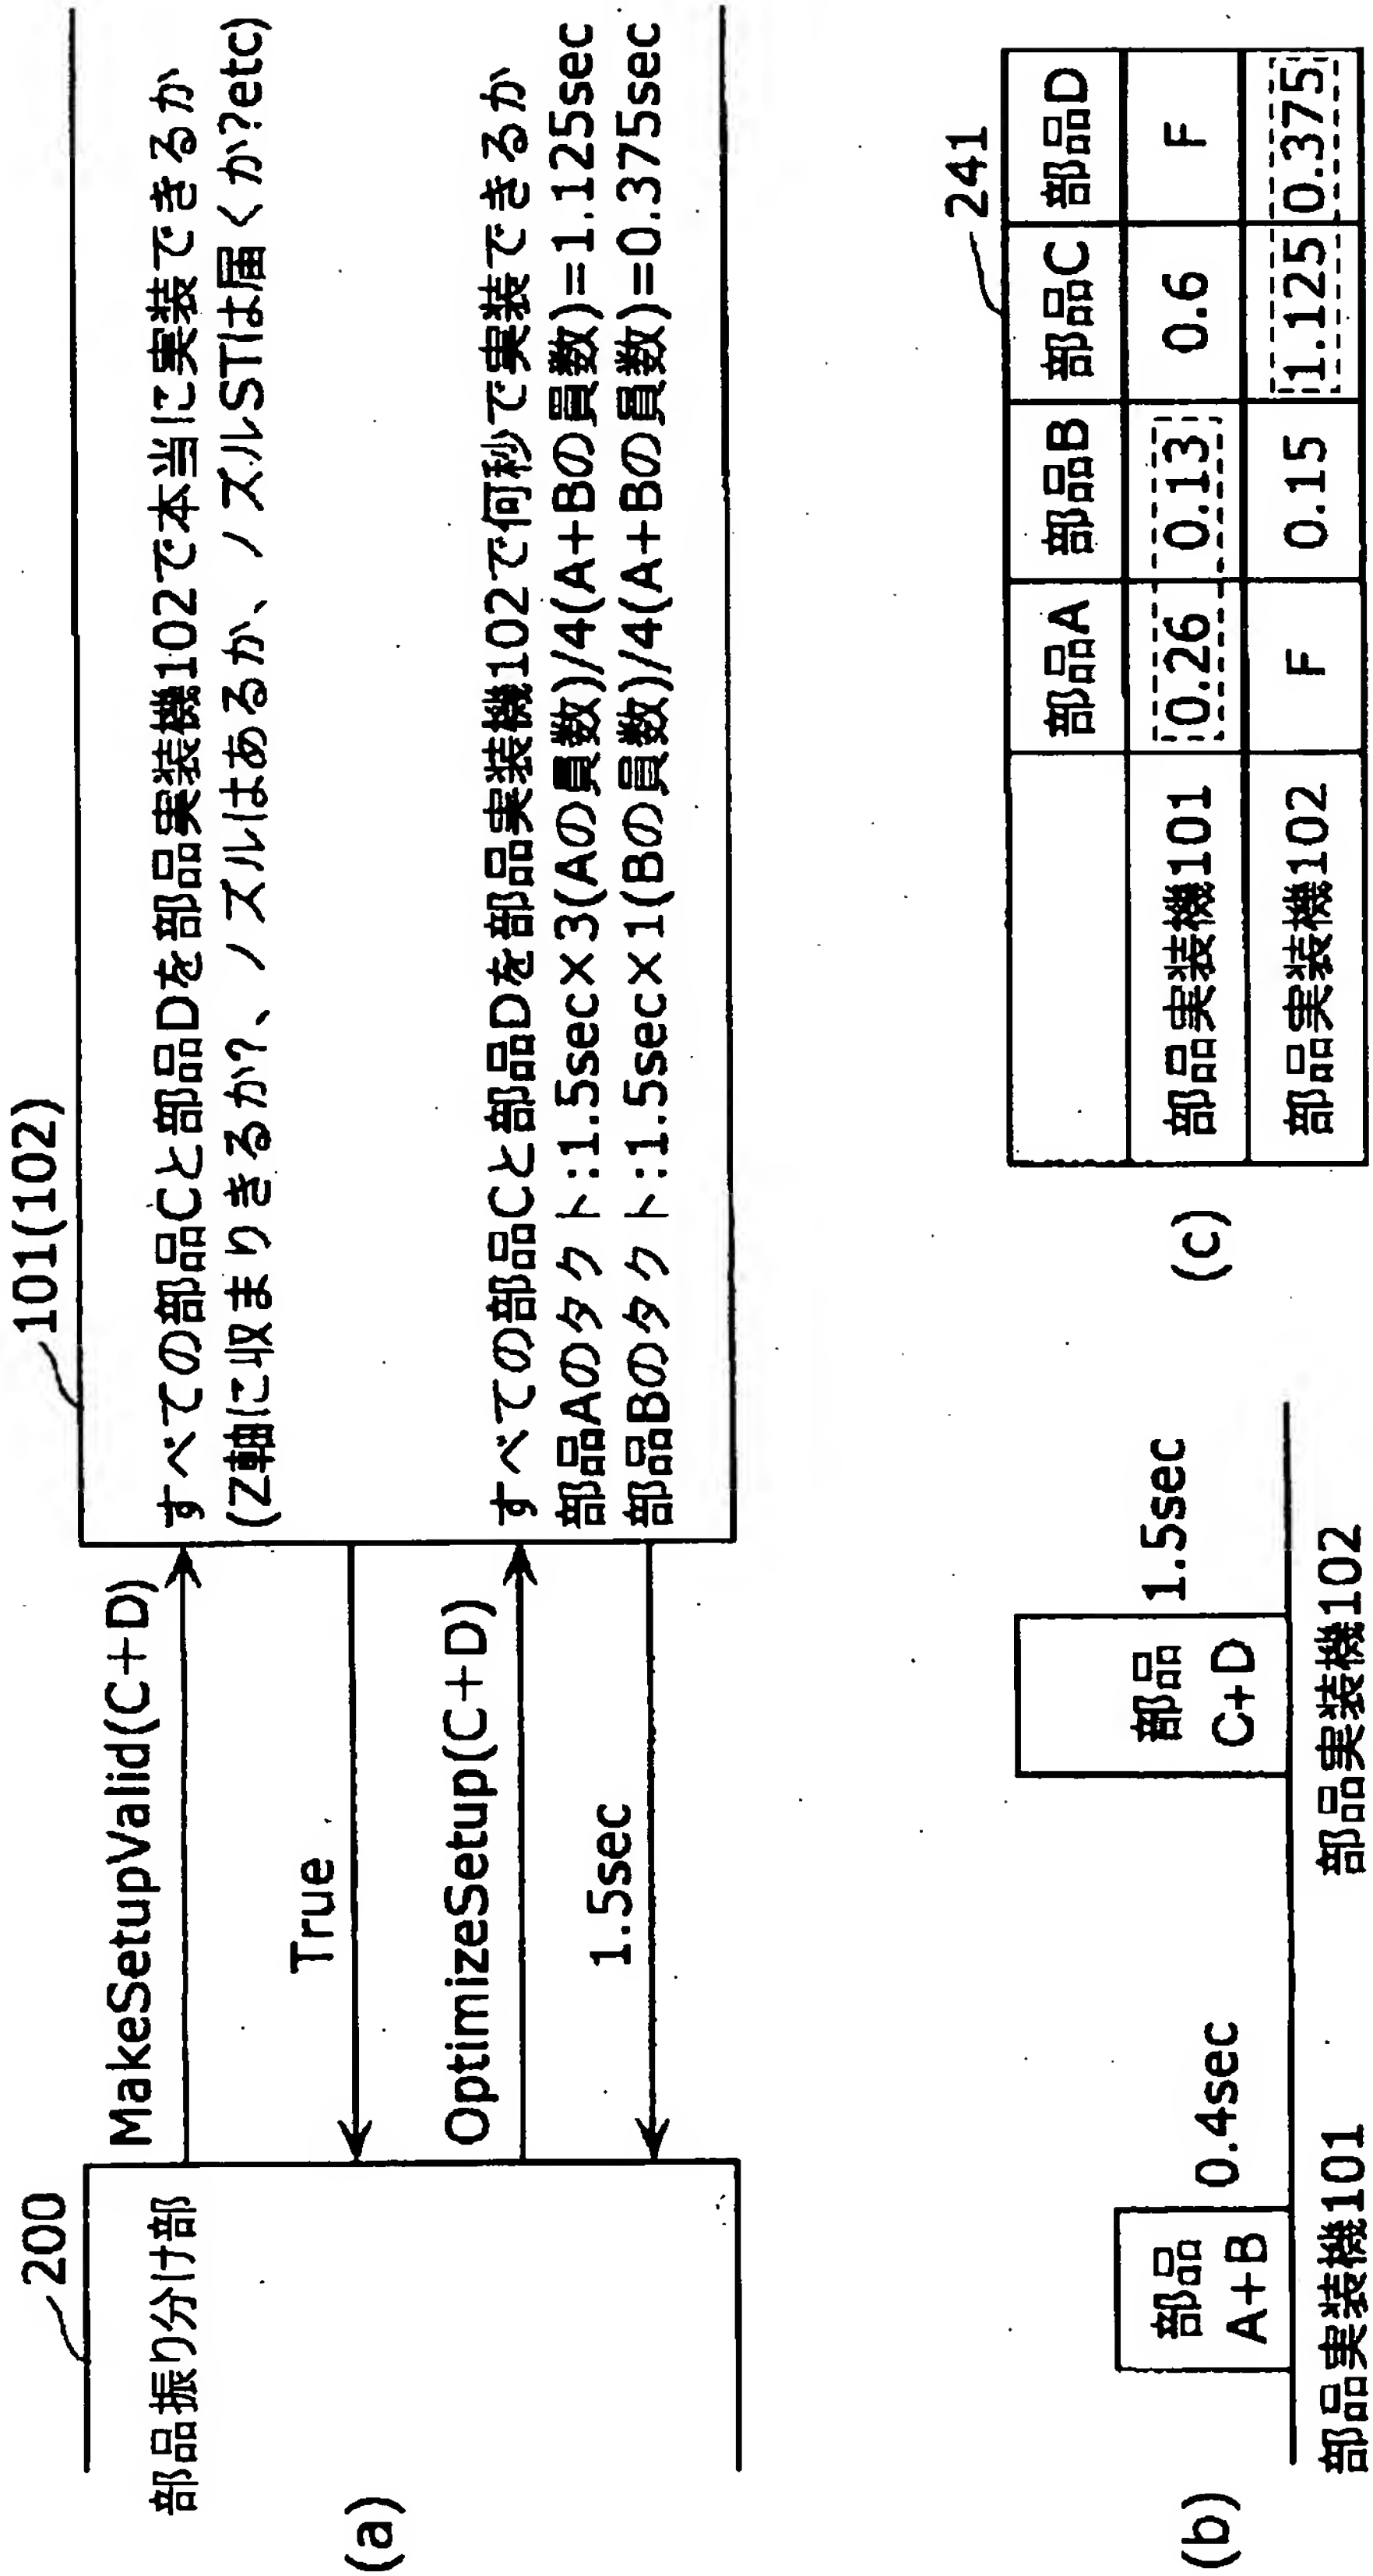 200
部品振り分け部
MakeSetupValid(C+D)
True
OptimizeSetup(C+D)
1.5sec
101(102)
すべての部品Cと部品Dを部品実装機102で本当に実装できるか
(Z軸に収まりきるか?、ノズルはあるか、ノズルSTは届くか?etc)
すべての部品Cと部品Dを部品実装機102で何秒で実装できるか
部品Aのタクト:1.5sec×3(Aの員数)/4(A+Bの員数)=1.125sec
部品Bのタクト:1.5sec×1(Bの員数)/4(A+Bの員数)=0.375sec
(a)
部品
A+B
0.4sec
部品
C+D
1.5sec
部品実装機101
部品実装機102
(b)
241
部品A 部品B 部品C 部品D
部品実装機101 0.26 0.13 0.6 F
部品実装機102 F 0.15 1.125 0.375
(c)